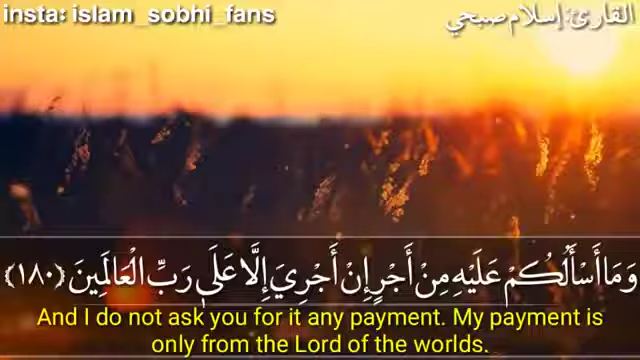 insta: islam_sobhi_fans
القارئ: إسلام صبحي
وَمَا أَسْأَلُكُمْ عَلَيْهِ مِنْ أَجْرٍ إِنْ أَجْرِيَ إِلَّا عَلَىٰ رَبِّ الْعَالَمِينَ (١٨٠)
And I do not ask you for it any payment. My payment is
only from the Lord of the worlds.